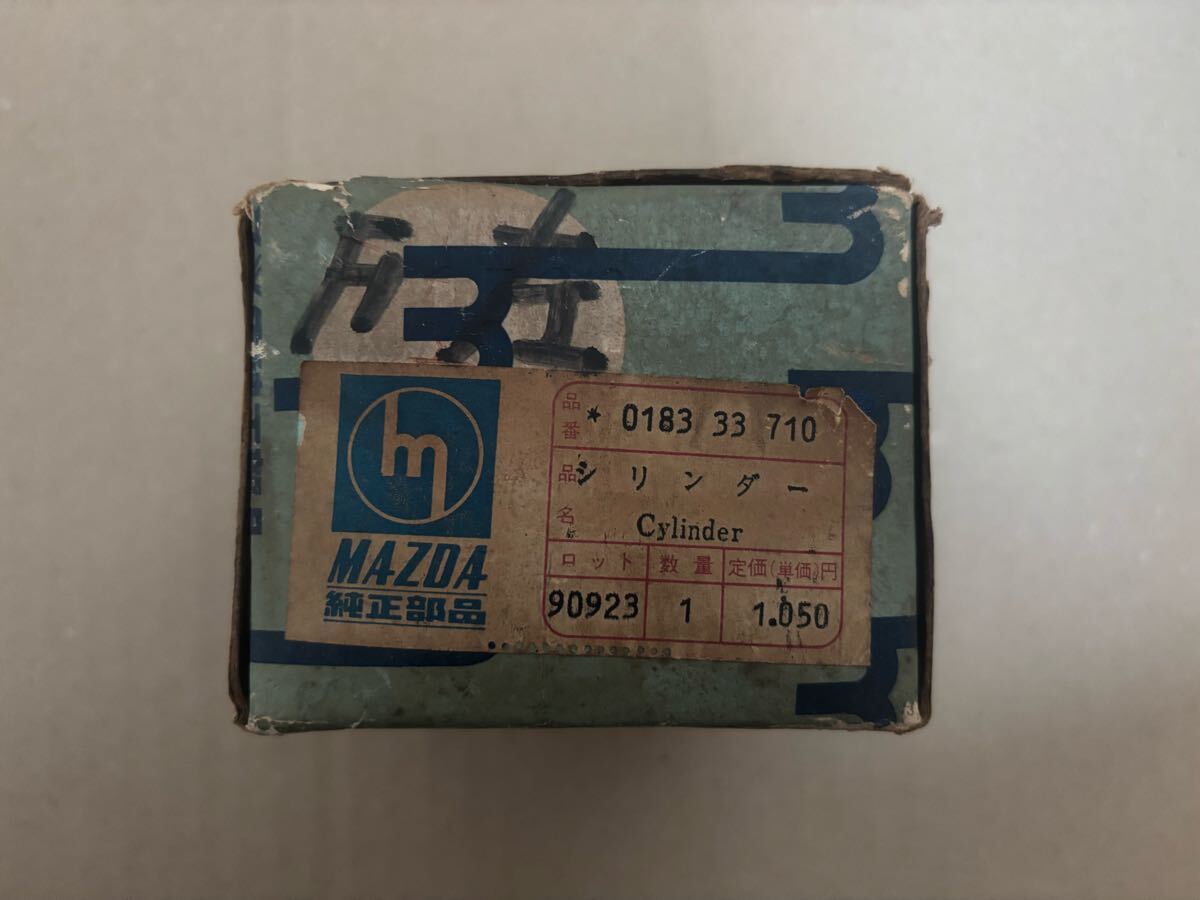 F 左
MAZDA
純正部品
品番 * 0183 33 710
品名 シリンダー
Cylinder
ロット 数量 定価(単価)円
90923 1 1.050